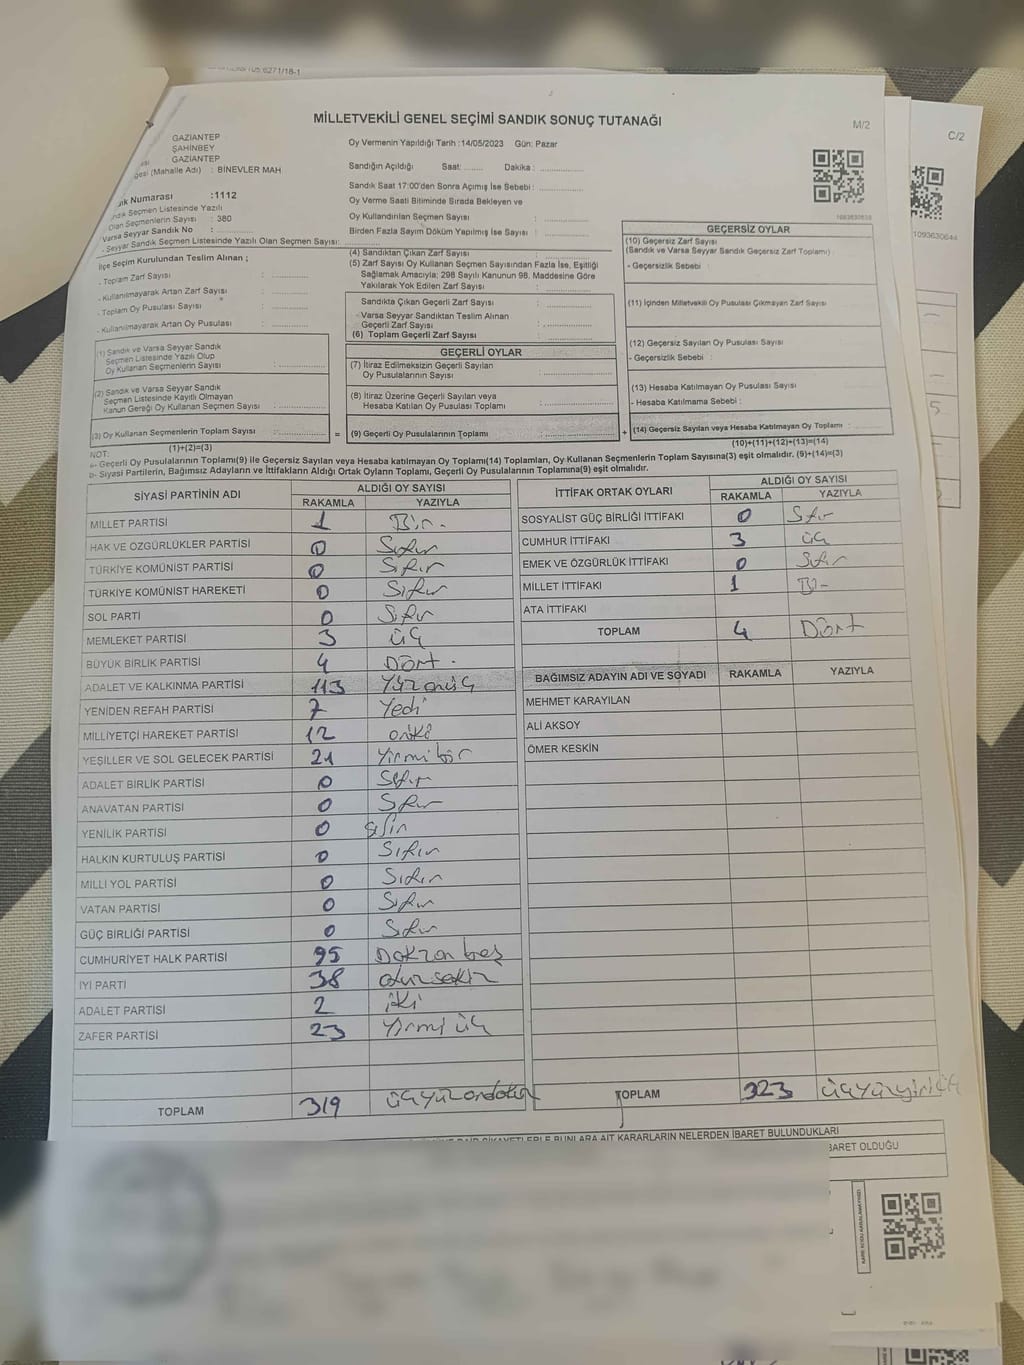 MİLLETVEKİLİ GENEL SEÇİMİ SANDIK SONUÇ TUTANAĞI
M/2
C/2
GAZİANTEP
ŞAHİNBEY
GAZİANTEP
(Mahalle Adı) : BİNEVLER MAH
Numarası :1112
Seçmen Listesinde Yazılı
Olan Seçmenlerin Sayısı : 380
Varsa Seyyar Sandık No :
- Seyyar Sandık Seçmen Listesinde Yazılı Olan Seçmen Sayısı:
Oy Vermenin Yapıldığı Tarih :14/05/2023 Gün: Pazar
Sandığın Açıldığı Saat: ....... Dakika : ..............
Sandık Saat 17:00'den Sonra Açımış İse Sebebi : ..............
Oy Verme Saati Bitiminde Sırada Bekleyen ve
Oy Kullandırılan Seçmen Sayısı : ..............
Birden Fazla Sayım Döküm Yapılmış İse Sayısı : ..............
İlçe Seçim Kurulundan Teslim Alınan ;
- Toplam Zarf Sayısı : ..............
- Kullanılmayarak Artan Zarf Sayısı : ..............
- Toplam Oy Pusulası Sayısı : ..............
- Kullanılmayarak Artan Oy Pusulası : ..............
(1) Sandık ve Varsa Seyyar Sandık
Seçmen Listesinde Yazılı Olup
Oy Kullanan Seçmenlerin Sayısı : ..............
(2) Sandık ve Varsa Seyyar Sandık
Seçmen Listesinde Kayıtlı Olmayan
Kanun Gereği Oy Kullanan Seçmen Sayısı : ..............
(3) Oy Kullanan Seçmenlerin Toplam Sayısı : ..............
(1)+(2)=(3)
(4) Sandıktan Çıkan Zarf Sayısı : ..............
(5) Zarf Sayısı Oy Kullanan Seçmen Sayısından Fazla İse, Eşitliği
Sağlamak Amacıyla; 298 Sayılı Kanunun 98. Maddesine Göre
Yakılarak Yok Edilen Zarf Sayısı : ..............
Sandıkta Çıkan Geçerli Zarf Sayısı : ..............
Varsa Seyyar Sandıktan Teslim Alınan
Geçerli Zarf Sayısı : ..............
(6) Toplam Geçerli Zarf Sayısı : ..............
GEÇERLİ OYLAR
(7) İtiraz Edilmeksizin Geçerli Sayılan
Oy Pusulalarının Sayısı : ..............
(8) İtiraz Üzerine Geçerli Sayılan veya
Hesaba Katılan Oy Pusulası Toplamı : ..............
= (9) Geçerli Oy Pusulalarının Toplamı : ..............
GEÇERSİZ OYLAR
(10) Geçersiz Zarf Sayısı
(Sandık ve Varsa Seyyar Sandık Geçersiz Zarf Toplamı) :
- Geçersizlik Sebebi :
(11) İçinden Milletvekili Oy Pusulası Çıkmayan Zarf Sayısı
(12) Geçersiz Sayılan Oy Pusulası Sayısı :
- Geçersizlik Sebebi :
(13) Hesaba Katılmayan Oy Pusulası Sayısı :
- Hesaba Katılmama Sebebi :
+ (14) Geçersiz Sayılan veya Hesaba Katılmayan Oy Toplamı :
(10)+(11)+(12)+(13)=(14)
NOT:
a- Geçerli Oy Pusulalarının Toplamı(9) ile Geçersiz Sayılan veya Hesaba katılmayan Oy Toplamı(14) Toplamları, Oy Kullanan Seçmenlerin Toplam Sayısına(3) eşit olmalıdır. (9)+(14)=(3)
b- Siyasi Partilerin, Bağımsız Adayların ve İttifakların Aldığı Ortak Oyların Toplamı, Geçerli Oy Pusulalarının Toplamına(9) eşit olmalıdır.
SİYASİ PARTİNİN ADI ALDIĞI OY SAYISI
RAKAMLA YAZIYLA
MİLLET PARTİSİ 1 Bir.
HAK VE ÖZGÜRLÜKLER PARTİSİ 0 Sıfır
TÜRKİYE KOMÜNİST PARTİSİ 0 Sıfır
TÜRKİYE KOMÜNİST HAREKETİ 0 Sıfır
SOL PARTİ 0 Sıfır
MEMLEKET PARTİSİ 3 üç
BÜYÜK BİRLİK PARTİSİ 4 Dört.
ADALET VE KALKINMA PARTİSİ 113 Yüzonüç
YENİDEN REFAH PARTİSİ 7 Yedi
MİLLİYETÇİ HAREKET PARTİSİ 12 oniki
YEŞİLLER VE SOL GELECEK PARTİSİ 21 Yirmibir
ADALET BİRLİK PARTİSİ 0 Sıfır
ANAVATAN PARTİSİ 0 Sıfır
YENİLİK PARTİSİ 0 sıfır
HALKIN KURTULUŞ PARTİSİ 0 Sıfır
MİLLİ YOL PARTİSİ 0 Sıfır
VATAN PARTİSİ 0 Sıfır
GÜÇ BİRLİĞİ PARTİSİ 0 Sıfır
CUMHURİYET HALK PARTİSİ 95 Doksan beş
İYİ PARTİ 38 otuzsekiz
ADALET PARTİSİ 2 iki
ZAFER PARTİSİ 23 Yirmi üç
TOPLAM 319 üçyüzondokuz
İTTİFAK ORTAK OYLARI ALDIĞI OY SAYISI
RAKAMLA YAZIYLA
SOSYALİST GÜÇ BİRLİĞİ İTTİFAKI 0 Sıfır
CUMHUR İTTİFAKI 3 üç
EMEK VE ÖZGÜRLÜK İTTİFAKI 0 Sıfır
MİLLET İTTİFAKI 1 Bir
ATA İTTİFAKI
TOPLAM 4 Dört
BAĞIMSIZ ADAYIN ADI VE SOYADI RAKAMLA YAZIYLA
MEHMET KARAYILAN
ALİ AKSOY
ÖMER KESKİN
TOPLAM 323 üçyüzyirmiüç
BUNLARA AİT KARARLARIN NELERDEN İBARET BULUNDUKLARI
İBARET OLDUĞU